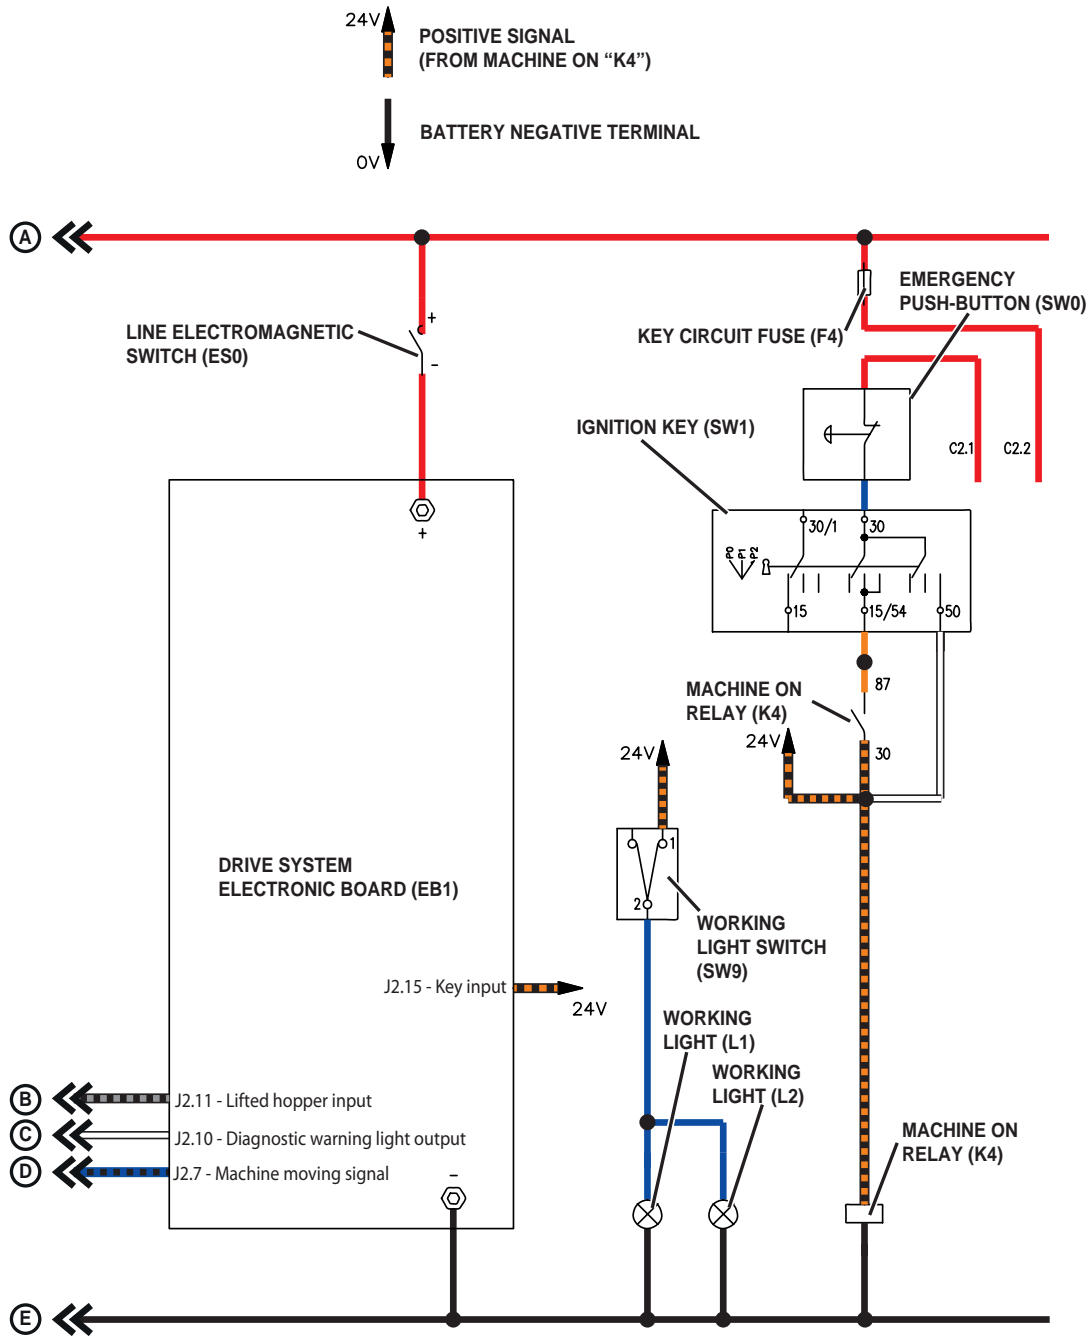 24V
POSITIVE SIGNAL
(FROM MACHINE ON “K4”)
BATTERY NEGATIVE TERMINAL
0V
A
EMERGENCY
PUSH-BUTTON (SW0)
+
LINE ELECTROMAGNETIC
SWITCH (ES0)
KEY CIRCUIT FUSE (F4)
-
IGNITION KEY (SW1)
C2.1
C2.2
30/1
30
+
P0
P1
P2
15
15/54
50
87
MACHINE ON
RELAY (K4)
24V
24V
30
1
DRIVE SYSTEM
ELECTRONIC BOARD (EB1)
2
WORKING
LIGHT SWITCH
(SW9)
J2.15 - Key input
24V
WORKING
LIGHT (L1)
WORKING
LIGHT (L2)
B
J2.11 - Lifted hopper input
C
J2.10 - Diagnostic warning light output
MACHINE ON
RELAY (K4)
D
J2.7 - Machine moving signal
-
E